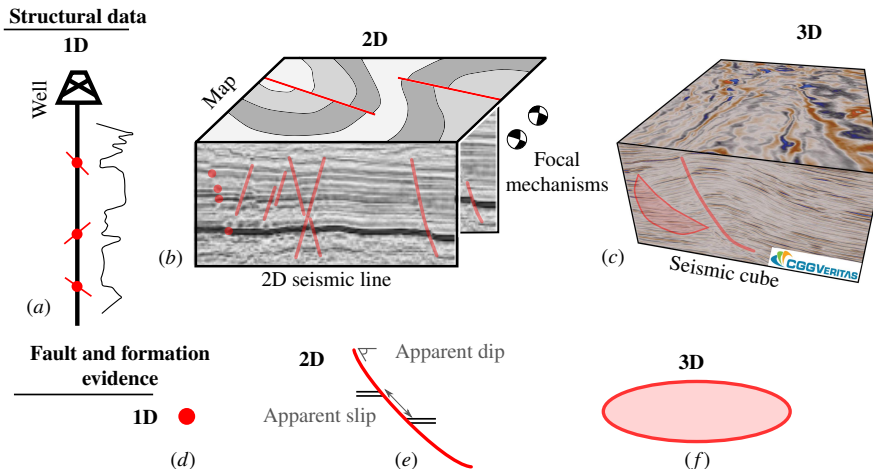 Structural data
1D
2D
3D
Well
Map
Focal
mechanisms
(a)
(b)
2D seismic line
(c)
Seismic cube
CGGVERITAS
Fault and formation
evidence
1D
(d)
2D
Apparent dip
Apparent slip
(e)
3D
(f)